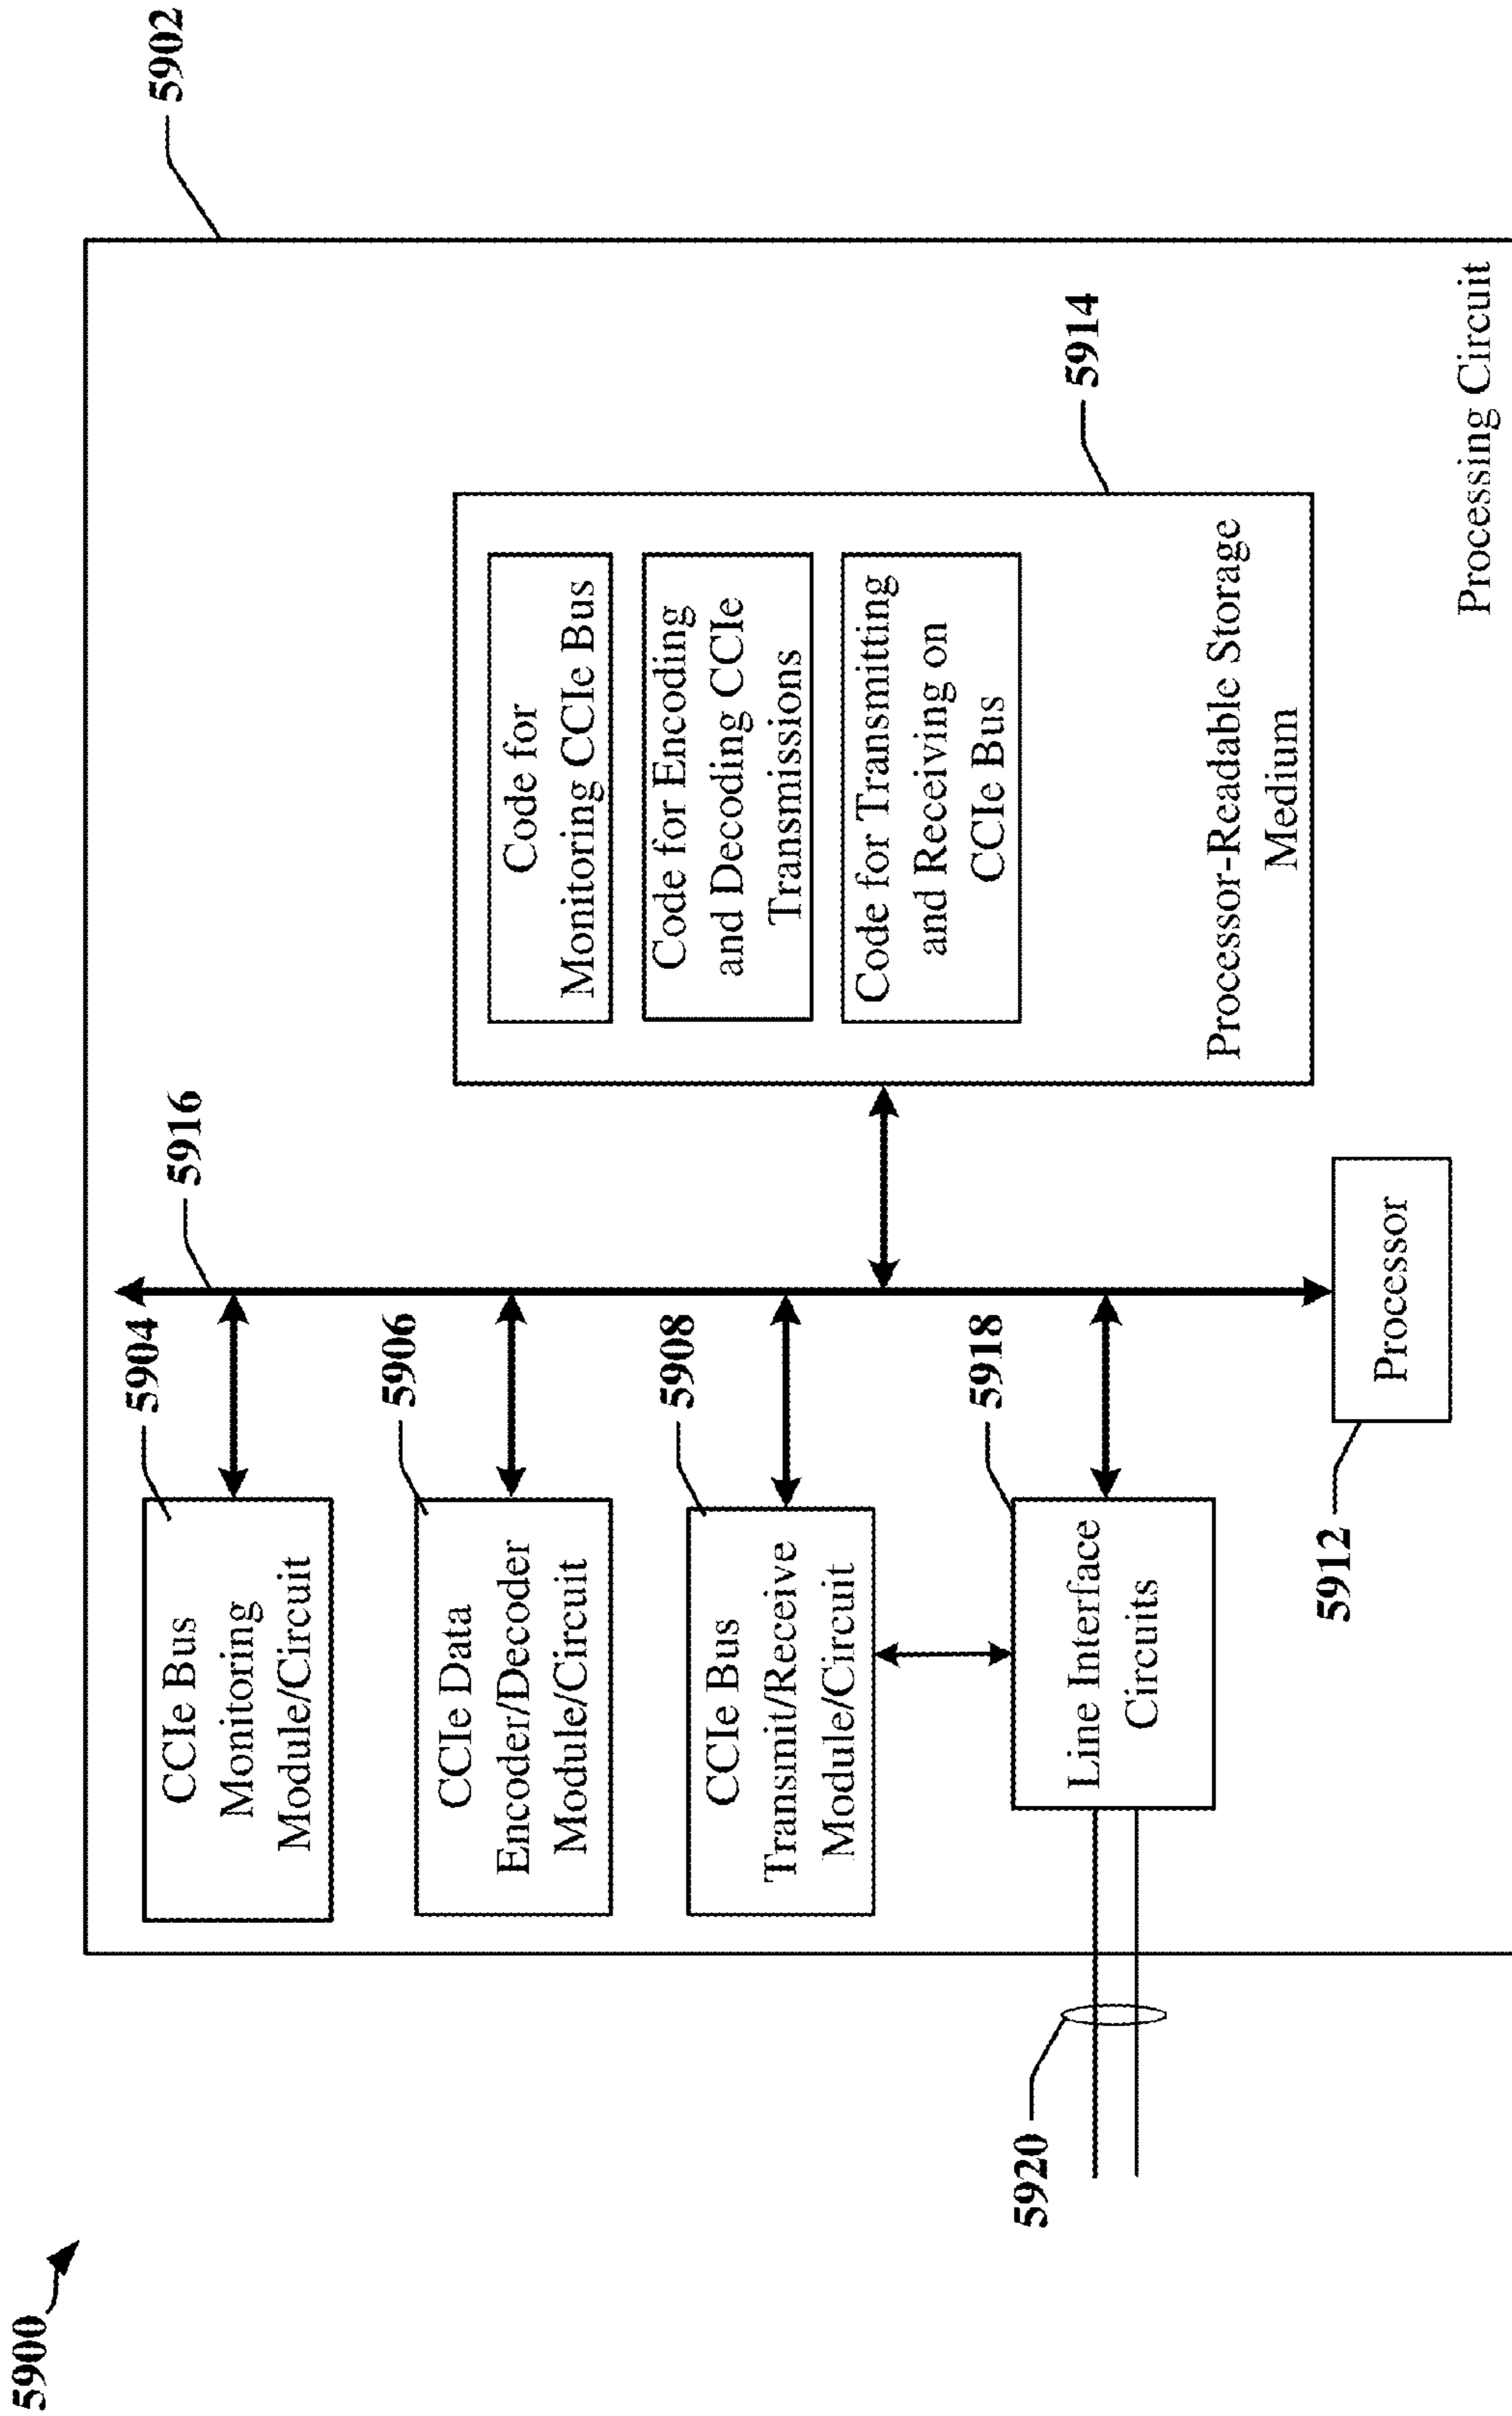 5900
5902
5904
CCIe Bus
Monitoring
Module/Circuit
5916
5906
CCIe Data
Encoder/Decoder
Module/Circuit
5908
CCIe Bus
Transmit/Receive
Module/Circuit
5918
Line Interface
Circuits
5920
5912
Processor
Code for
Monitoring CCIe Bus
Code for Encoding
and Decoding CCIe
Transmissions
Code for Transmitting
and Receiving on
CCIe Bus
Processor-Readable Storage
Medium
5914
Processing Circuit